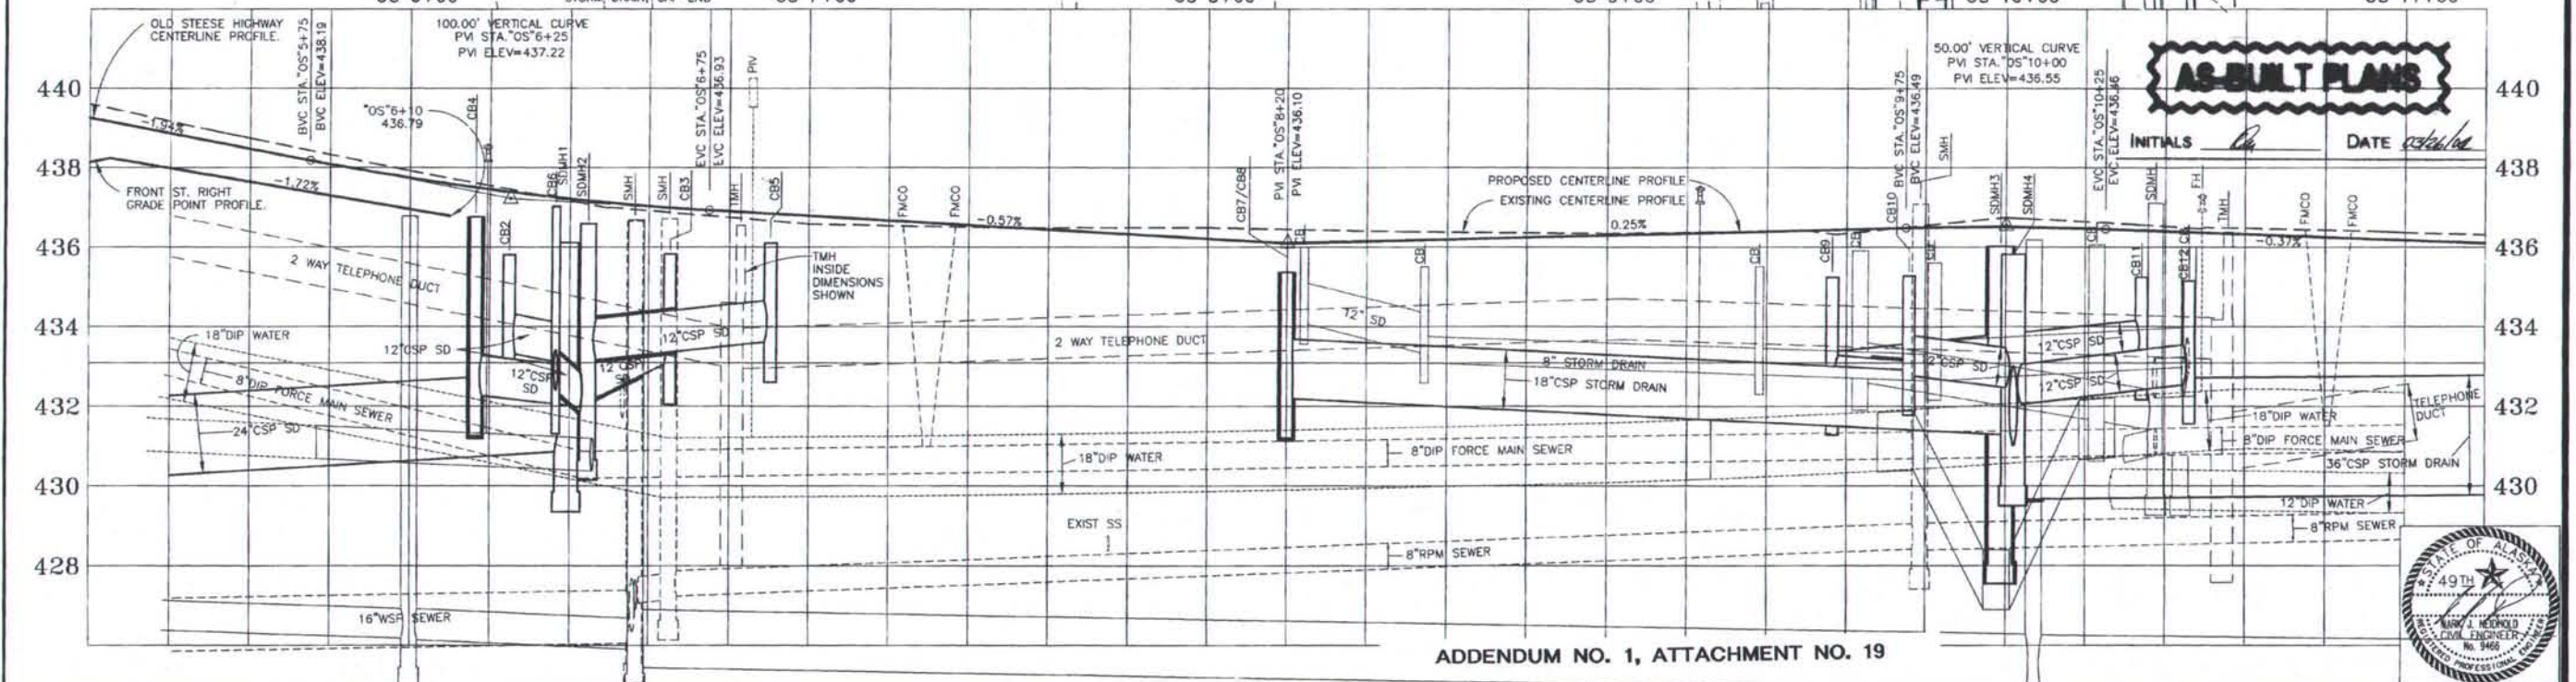 OLD STEESE HIGHWAY
CENTERLINE PROFILE.
BVC STA."OS"5+75
BVC ELEV=438.19
100.00' VERTICAL CURVE
PVI STA."OS"6+25
PVI ELEV=437.22
EVC STA."OS"6+75
EVC ELEV=436.93
PIV
50.00' VERTICAL CURVE
PVI STA."OS"10+00
PVI ELEV=436.55
AS-BUILT PLANS
INITIALS
DATE
440
440
438
438
436
436
434
434
432
432
430
430
428
-1.94%
"OS"6+10
436.79
CB4
-1.72%
FRONT ST. RIGHT
GRADE POINT PROFILE.
CB2
CB6
SDMH1
SDMH2
SMH
SMH
CB3
TMH
CB5
TMH
INSIDE
DIMENSIONS
SHOWN
FMCO
FMCO
-0.57%
CB7/CB8
PVI STA."OS"8+20
PVI ELEV=436.10
CB
CB
PROPOSED CENTERLINE PROFILE
EXISTING CENTERLINE PROFILE
0.25%
CB
CB9
CB
CB10
BVC STA."OS"9+75
BVC ELEV=436.49
SMH
CB
SDMH3
SDMH4
EVC STA."OS"10+25
EVC ELEV=436.46
CB
SDMH
CB11
CB12
CB
FH
TMH
FMCO
FMCO
-0.37%
2 WAY TELEPHONE DUCT
18"DIP WATER
8"DIP FORCE MAIN SEWER
24"CSP SD
12"CSP SD
12"CSP
SD
12"CSP
SD
12"CSP SD
2 WAY TELEPHONE DUCT
12" SD
8" STORM DRAIN
18"CSP STORM DRAIN
12"CSP SD
12"CSP SD
12"CSP SD
TELEPHONE
DUCT
18"DIP WATER
8"DIP FORCE MAIN SEWER
36"CSP STORM DRAIN
12"DIP WATER
8"RPM SEWER
18"DIP WATER
8"DIP FORCE MAIN SEWER
EXIST SS
8"RPM SEWER
16"WSP SEWER
ADDENDUM NO. 1, ATTACHMENT NO. 19
STATE OF ALASKA
49TH
CIVIL ENGINEER
No. 9466
REGISTERED PROFESSIONAL ENGINEER